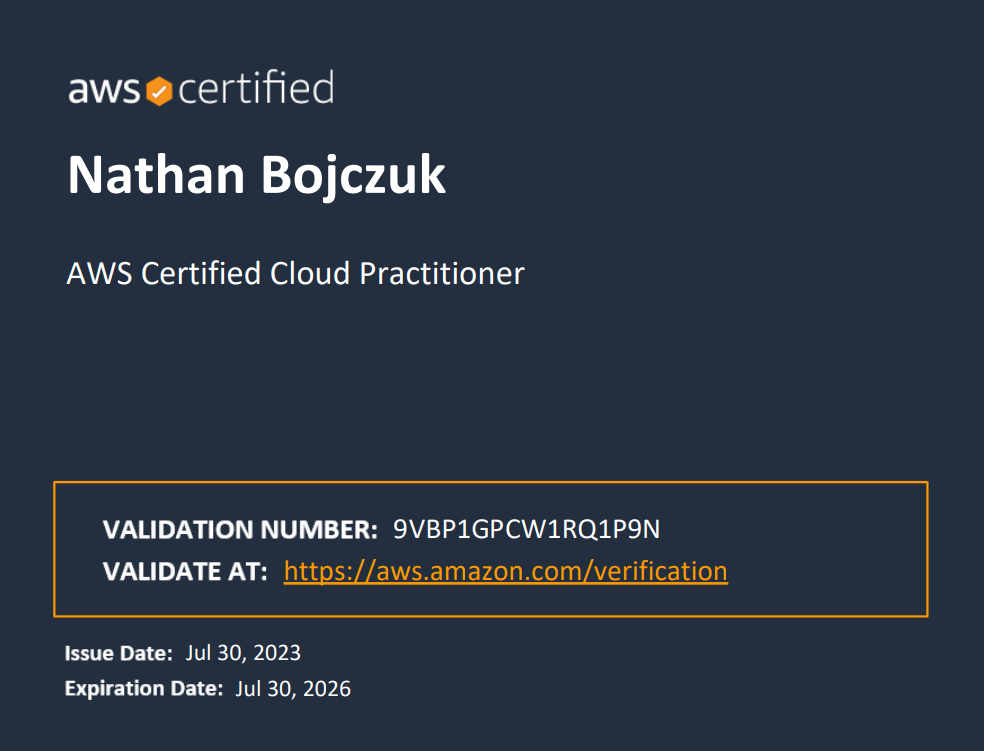 aws certified
Nathan Bojczuk
AWS Certified Cloud Practitioner
VALIDATION NUMBER: 9VBP1GPCW1RQ1P9N
VALIDATE AT: https://aws.amazon.com/verification
Issue Date: Jul 30, 2023
Expiration Date: Jul 30, 2026